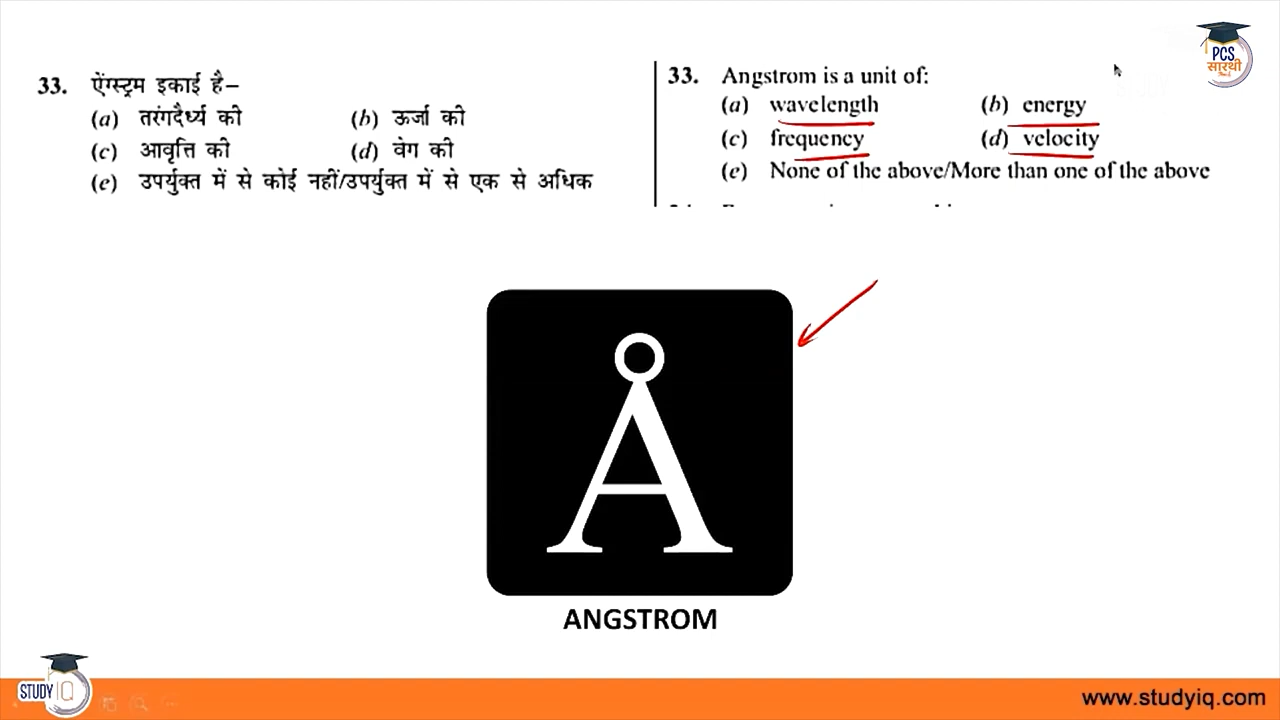 33. ऐंग्स्ट्रम इकाई है–
(a) तरंगदैर्ध्य की (b) ऊर्जा की
(c) आवृत्ति की (d) वेग की
(e) उपर्युक्त में से कोई नहीं/उपर्युक्त में से एक से अधिक
33. Angstrom is a unit of:
(a) wavelength (b) energy
(c) frequency (d) velocity
(e) None of the above/More than one of the above
PCS
सारथी
Å
ANGSTROM
STUDY IQ
www.studyiq.com